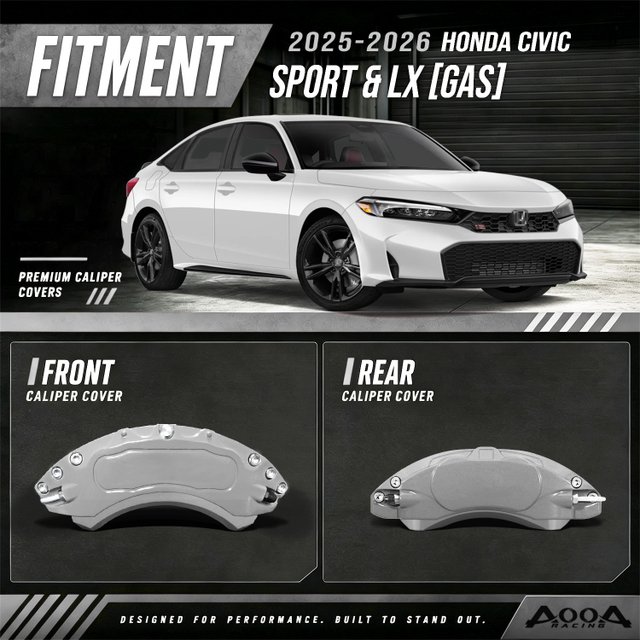 FITMENT
2025-2026 HONDA CIVIC
SPORT & LX [GAS]
PREMIUM CALIPER
COVERS
FRONT
CALIPER COVER
REAR
CALIPER COVER
DESIGNED FOR PERFORMANCE. BUILT TO STAND OUT.
AOOA
RACING